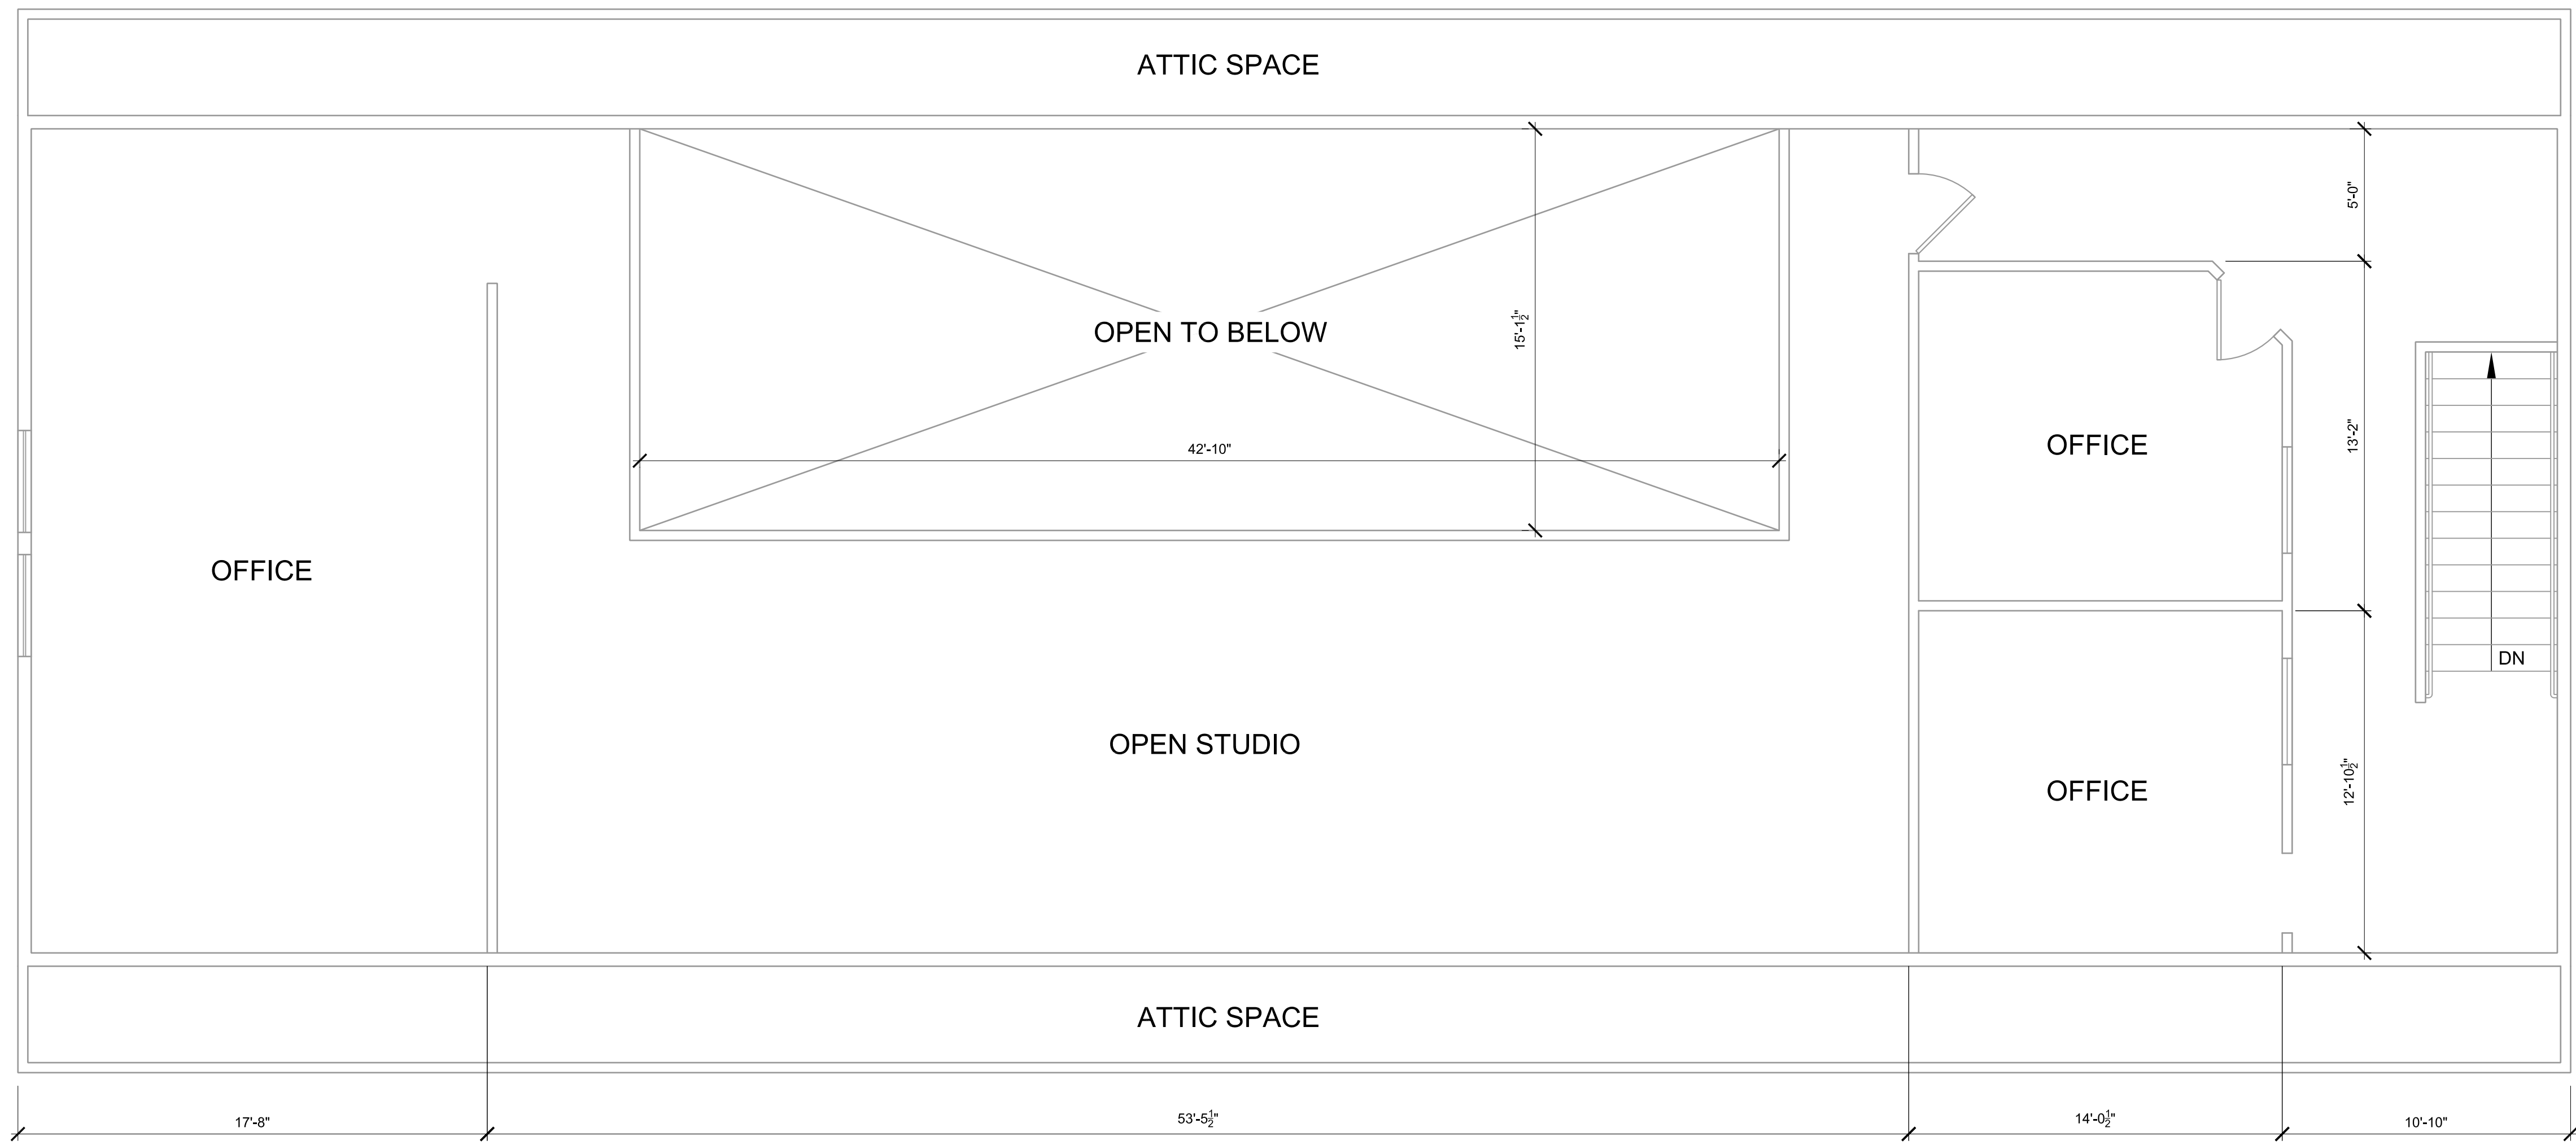 ATTIC SPACE
5'-0"
OPEN TO BELOW
15'-1½"
42'-10"
OFFICE
13'-2"
OFFICE
DN
OPEN STUDIO
OFFICE
12'-10½"
ATTIC SPACE
17'-8"
53'-5½"
14'-0½"
10'-10"